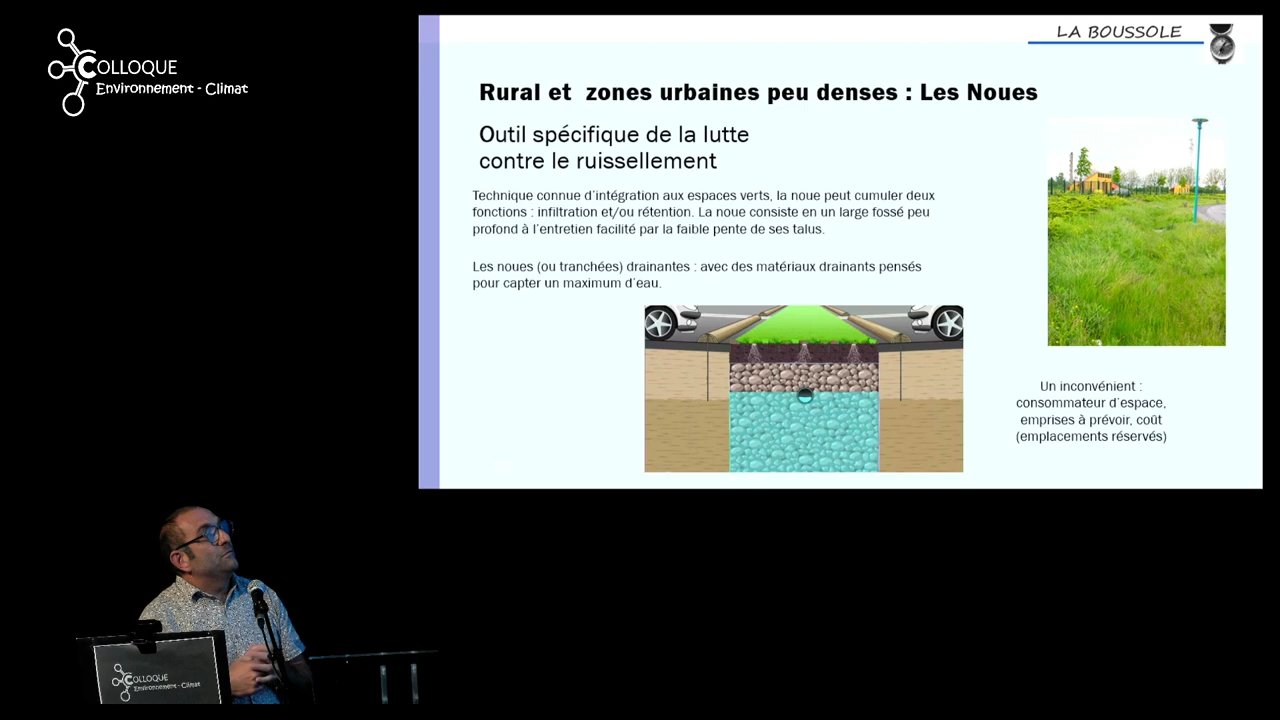 COLLOQUE
Environnement - Climat
LA BOUSSOLE
Rural et zones urbaines peu denses : Les Noues
Outil spécifique de la lutte
contre le ruissellement
Technique connue d'intégration aux espaces verts, la noue peut cumuler deux
fonctions : infiltration et/ou rétention. La noue consiste en un large fossé peu
profond à l'entretien facilité par la faible pente de ses talus.
Les noues (ou tranchées) drainantes : avec des matériaux drainants pensés
pour capter un maximum d'eau.
Un inconvénient :
consommateur d'espace,
emprises à prévoir, coût
(emplacements réservés)
COLLOQUE
Environnement - Climat